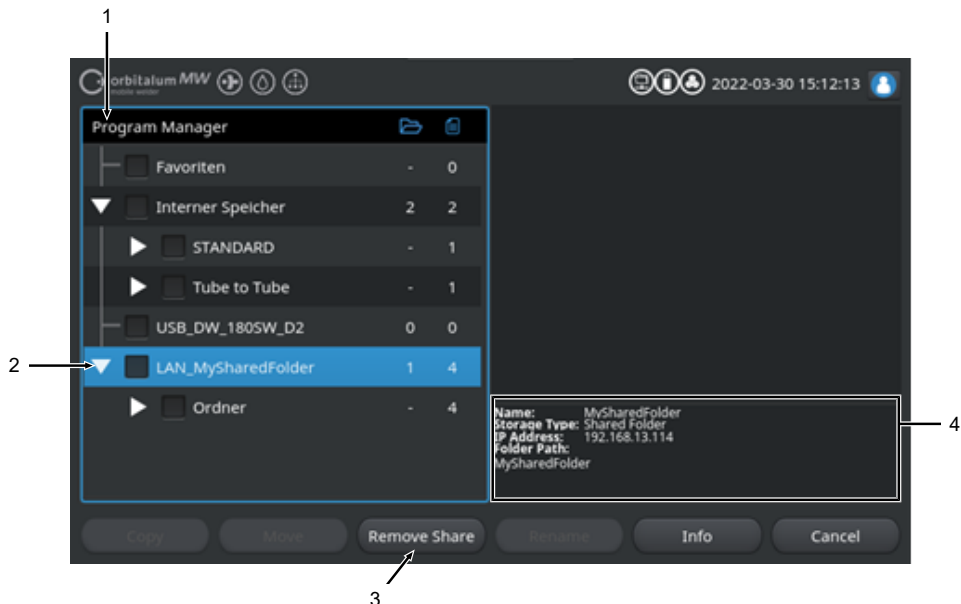 1
orbitalum MW
mobile welder
2022-03-30 15:12:13
Program Manager
Favoriten - 0
Interner Speicher 2 2
STANDARD - 1
Tube to Tube - 1
USB_DW_180SW_D2 0 0
2
LAN_MySharedFolder 1 4
Ordner - 4
Name: MySharedFolder
Storage Type: Shared Folder
IP Address: 192.168.13.114
Folder Path:
MySharedFolder
4
Copy Move Remove Share Rename Info Cancel
3